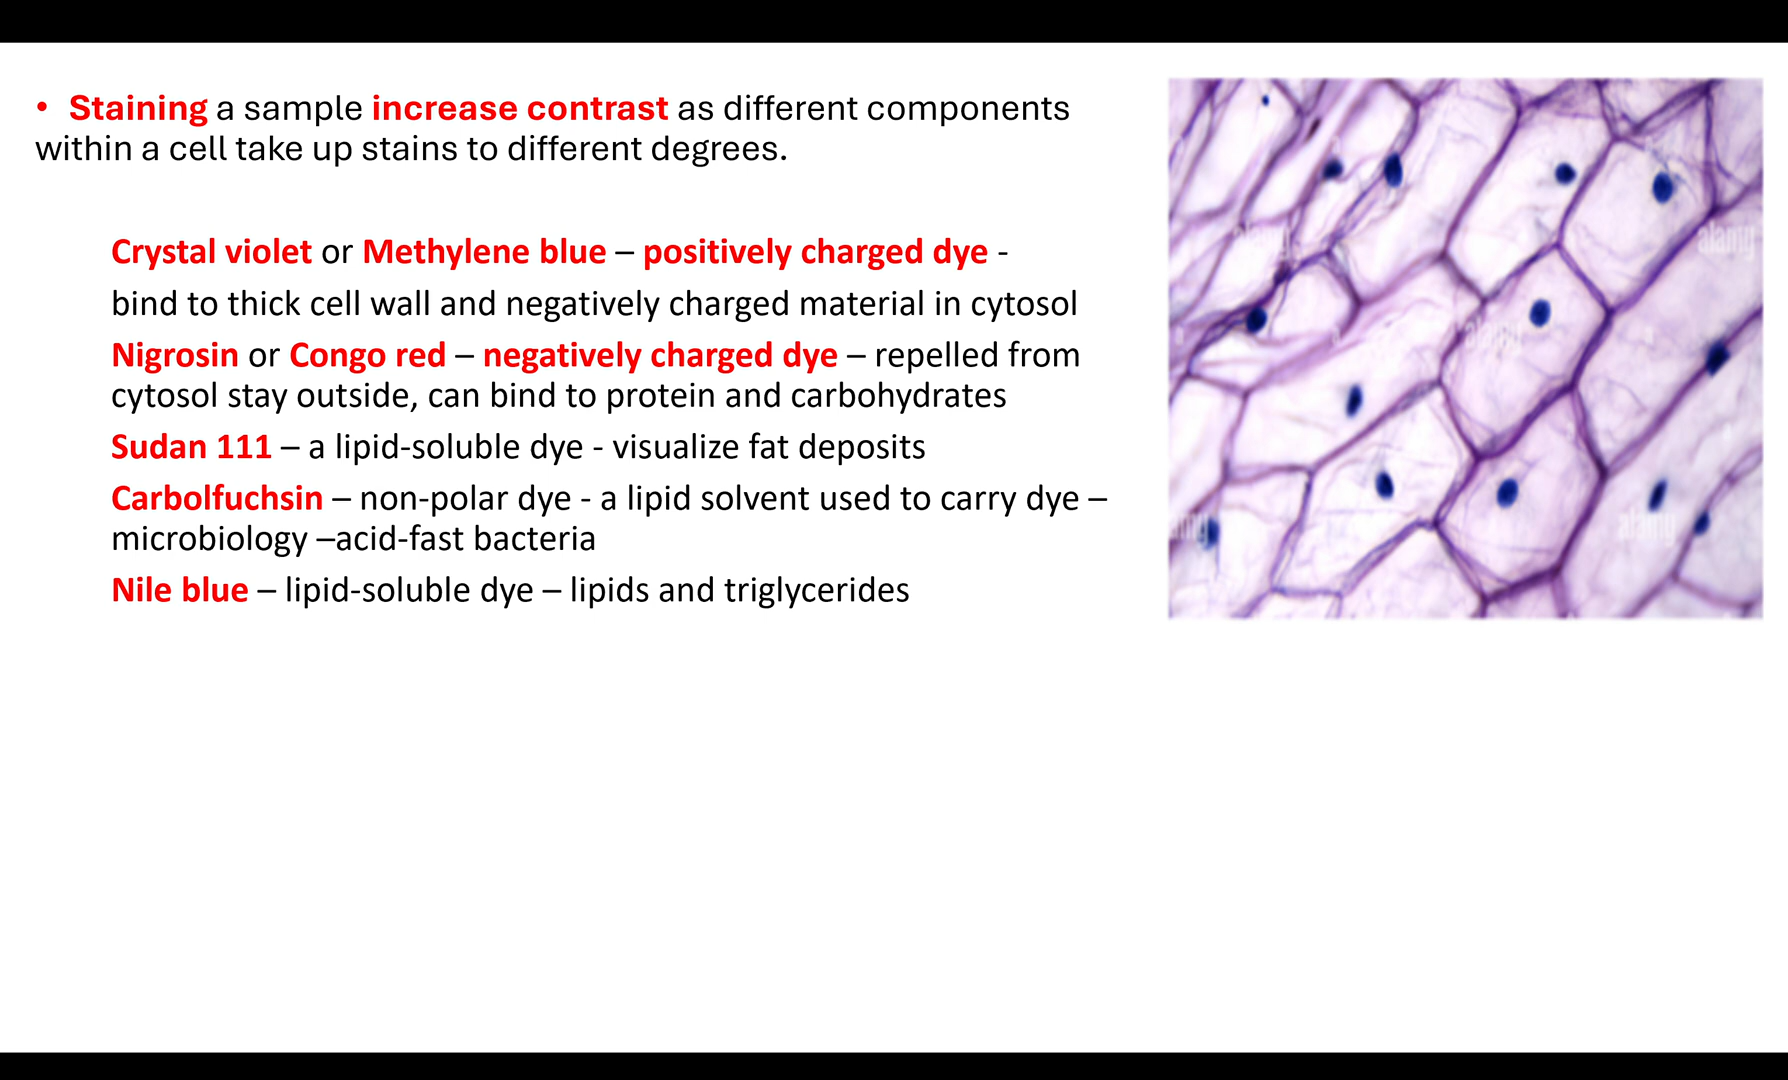 • Staining a sample increase contrast as different components
within a cell take up stains to different degrees.
Crystal violet or Methylene blue – positively charged dye -
bind to thick cell wall and negatively charged material in cytosol
Nigrosin or Congo red – negatively charged dye – repelled from
cytosol stay outside, can bind to protein and carbohydrates
Sudan 111 – a lipid-soluble dye - visualize fat deposits
Carbolfuchsin – non-polar dye - a lipid solvent used to carry dye –
microbiology –acid-fast bacteria
Nile blue – lipid-soluble dye – lipids and triglycerides
alamy
alamy
alamy
alamy